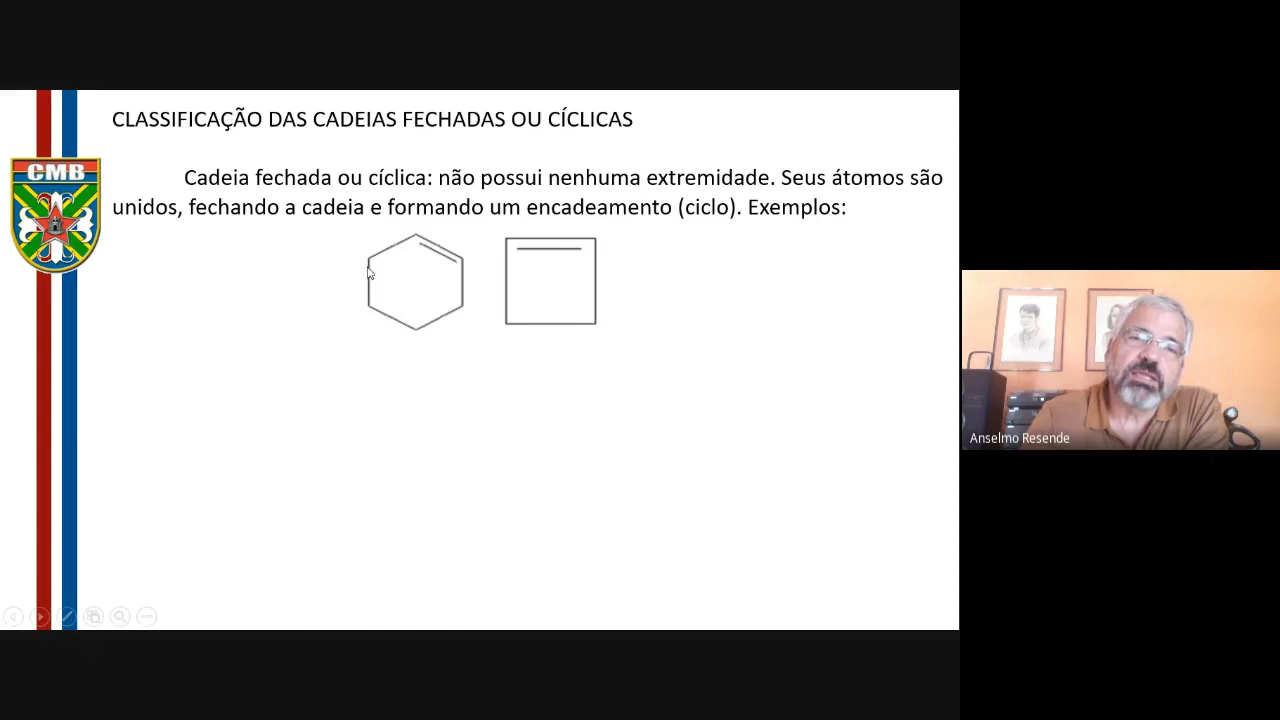 CLASSIFICAÇÃO DAS CADEIAS FECHADAS OU CÍCLICAS
Cadeia fechada ou cíclica: não possui nenhuma extremidade. Seus átomos são
unidos, fechando a cadeia e formando um encadeamento (ciclo). Exemplos:
CMB
Anselmo Resende